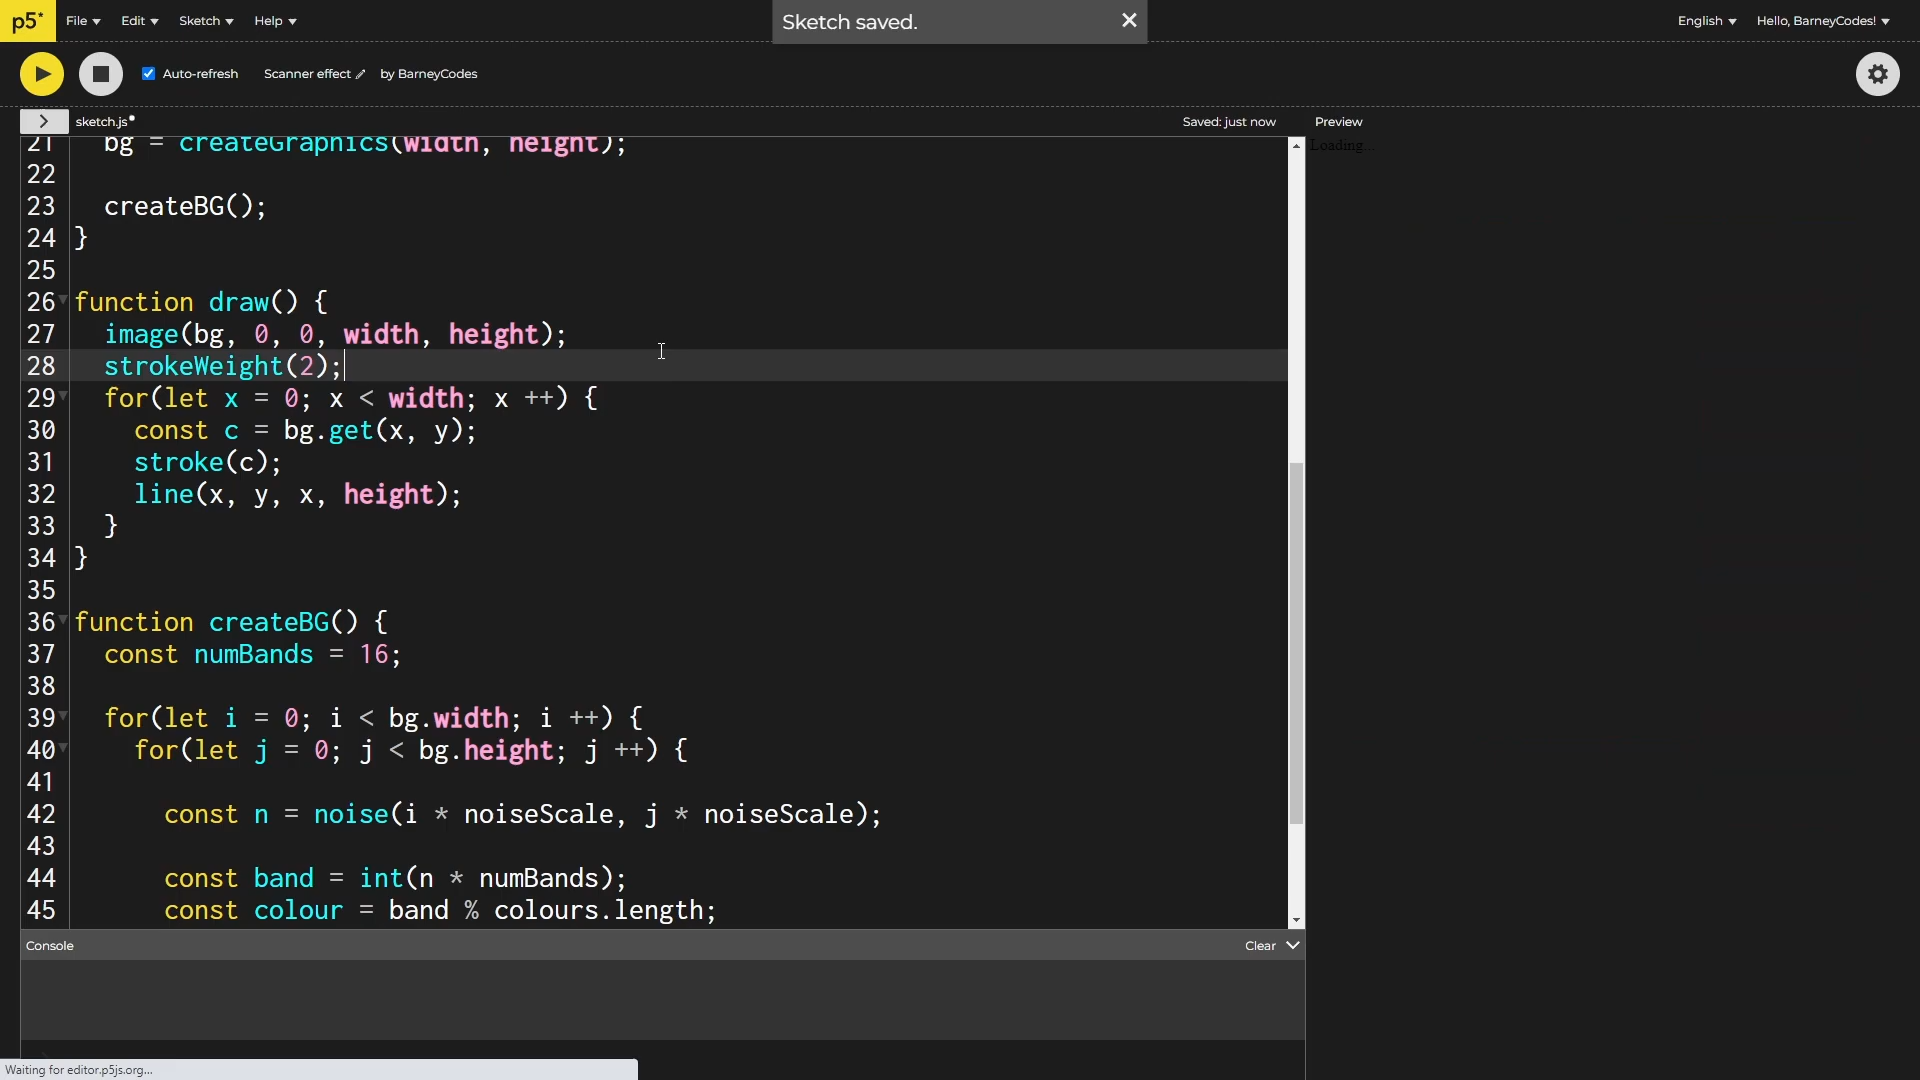 p5*
File
Edit
Sketch
Help
Sketch saved.
English
Hello, BarneyCodes!
Auto-refresh
Scanner effect
by BarneyCodes
sketch.js
Saved: just now
Preview
Loading...
21 bg = createGraphics(width, height);
22
23 createBG();
24 }
25
26 function draw() {
27 image(bg, 0, 0, width, height);
28 strokeWeight(2);
29 for(let x = 0; x < width; x ++) {
30 const c = bg.get(x, y);
31 stroke(c);
32 line(x, y, x, height);
33 }
34 }
35
36 function createBG() {
37 const numBands = 16;
38
39 for(let i = 0; i < bg.width; i ++) {
40 for(let j = 0; j < bg.height; j ++) {
41
42 const n = noise(i * noiseScale, j * noiseScale);
43
44 const band = int(n * numBands);
45 const colour = band % colours.length;
Console
Clear
Waiting for editor.p5js.org...